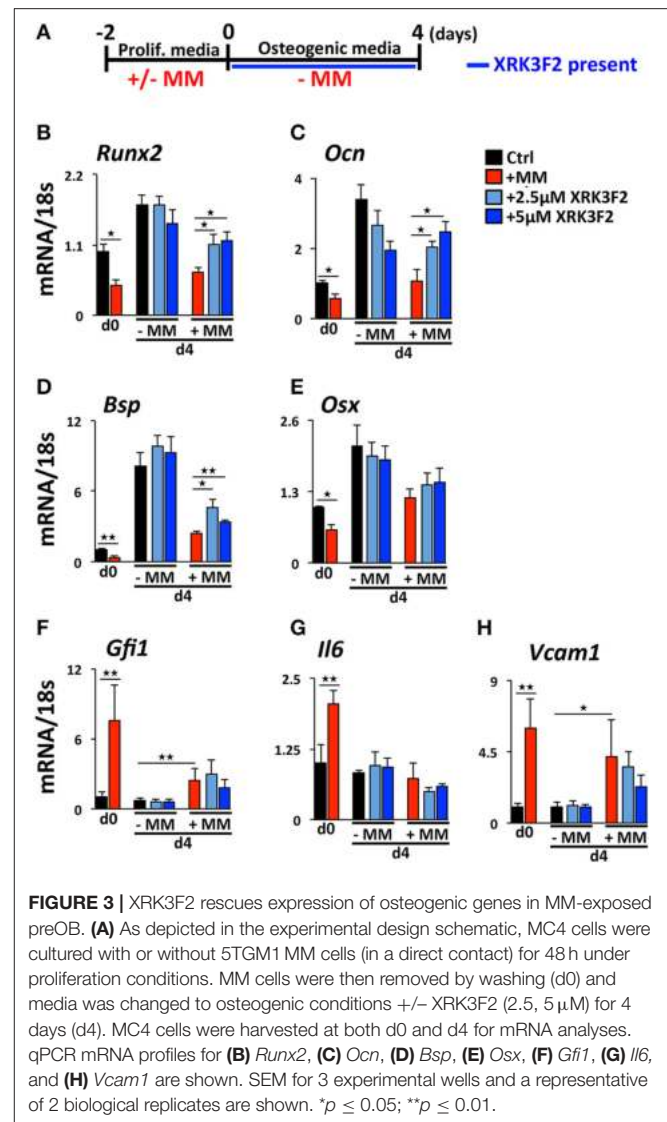 A
-2 0 4 (days)
Prolif. media Osteogenic media
+/- MM - MM XRK3F2 present
B C
Runx2 Ocn
Ctrl
+MM
+2.5µM XRK3F2
+5µM XRK3F2
mRNA/18s
2.2
1.1
0
* * *
d0 - MM + MM
d4
4
2
0
* * *
d0 - MM + MM
d4
D E
Bsp Osx
mRNA/18s
12
6
0
** * **
d0 - MM + MM
d4
2.6
1.3
0
*
d0 - MM + MM
d4
F G H
Gfi1 Il6 Vcam1
mRNA/18s
12
6
0
** **
d0 - MM + MM
d4
2.5
1.25
0
**
d0 - MM + MM
d4
9
4.5
0
** *
d0 - MM + MM
d4
FIGURE 3 | XRK3F2 rescues expression of osteogenic genes in MM-exposed
preOB. (A) As depicted in the experimental design schematic, MC4 cells were
cultured with or without 5TGM1 MM cells (in a direct contact) for 48 h under
proliferation conditions. MM cells were then removed by washing (d0) and
media was changed to osteogenic conditions +/– XRK3F2 (2.5, 5 µM) for 4
days (d4). MC4 cells were harvested at both d0 and d4 for mRNA analyses.
qPCR mRNA profiles for (B) Runx2, (C) Ocn, (D) Bsp, (E) Osx, (F) Gfi1, (G) Il6,
and (H) Vcam1 are shown. SEM for 3 experimental wells and a representative
of 2 biological replicates are shown. *p ≤ 0.05; **p ≤ 0.01.